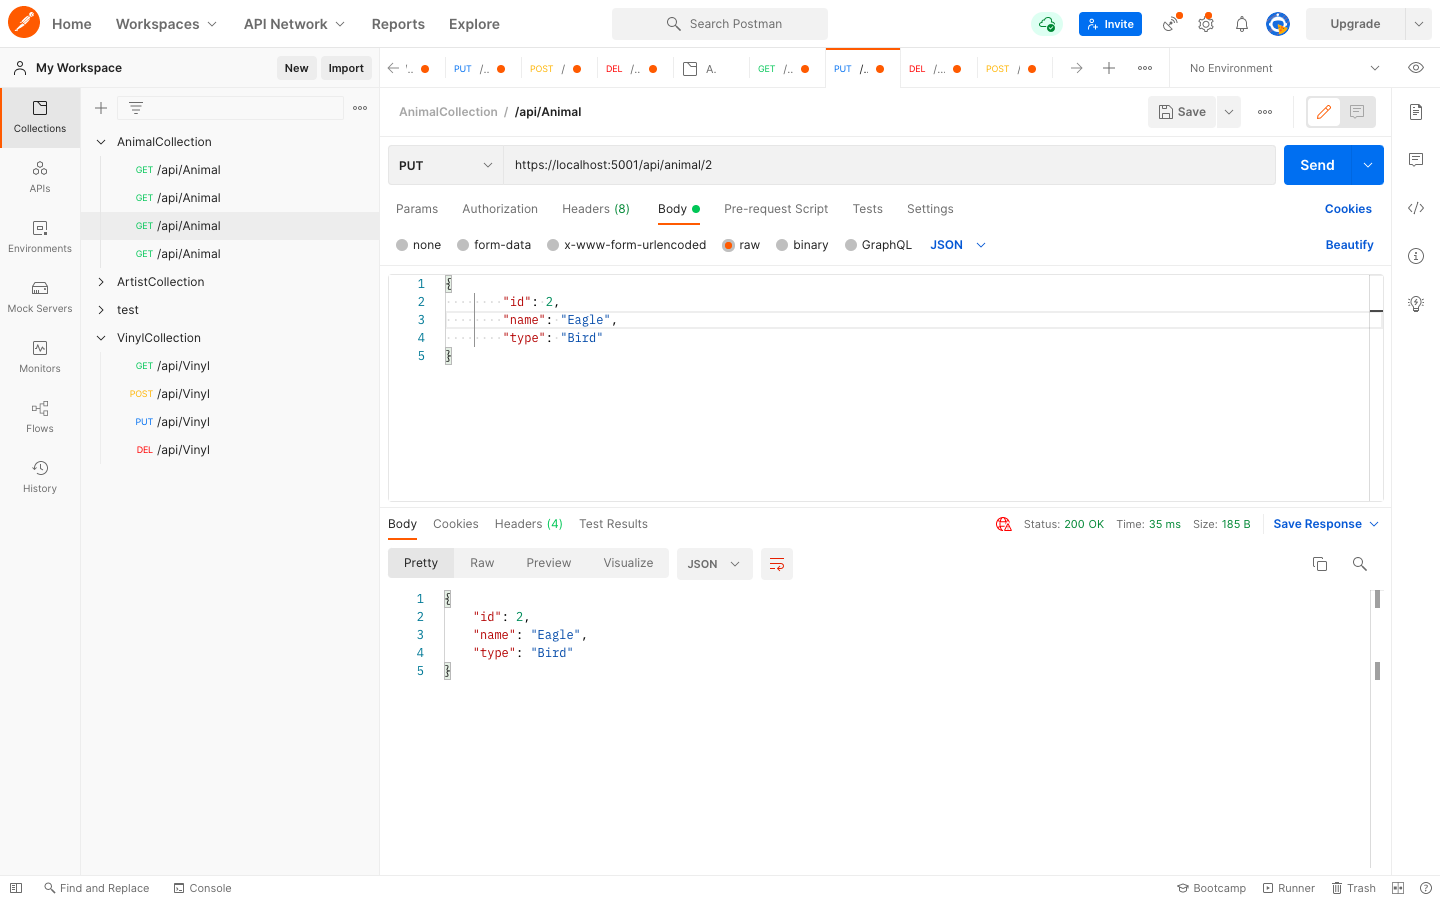 Home Workspaces API Network Reports Explore Search Postman Invite Upgrade
My Workspace New Import
'.. PUT /.. POST / DEL /.. A. GET /.. PUT /.. DEL /... POST / No Environment
Collections
APIs
Environments
Mock Servers
Monitors
Flows
History
AnimalCollection
GET /api/Animal
GET /api/Animal
GET /api/Animal
GET /api/Animal
ArtistCollection
test
VinylCollection
GET /api/Vinyl
POST /api/Vinyl
PUT /api/Vinyl
DEL /api/Vinyl
AnimalCollection / /api/Animal Save
PUT https://localhost:5001/api/animal/2 Send
Params Authorization Headers (8) Body Pre-request Script Tests Settings Cookies
none form-data x-www-form-urlencoded raw binary GraphQL JSON Beautify
1 {
2 "id": 2,
3 "name": "Eagle",
4 "type": "Bird"
5 }
Body Cookies Headers (4) Test Results Status: 200 OK Time: 35 ms Size: 185 B Save Response
Pretty Raw Preview Visualize JSON
1 {
2 "id": 2,
3 "name": "Eagle",
4 "type": "Bird"
5 }
Find and Replace Console Bootcamp Runner Trash